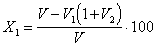 X₁ = (V − V₁(1 + V₂)) / V · 100